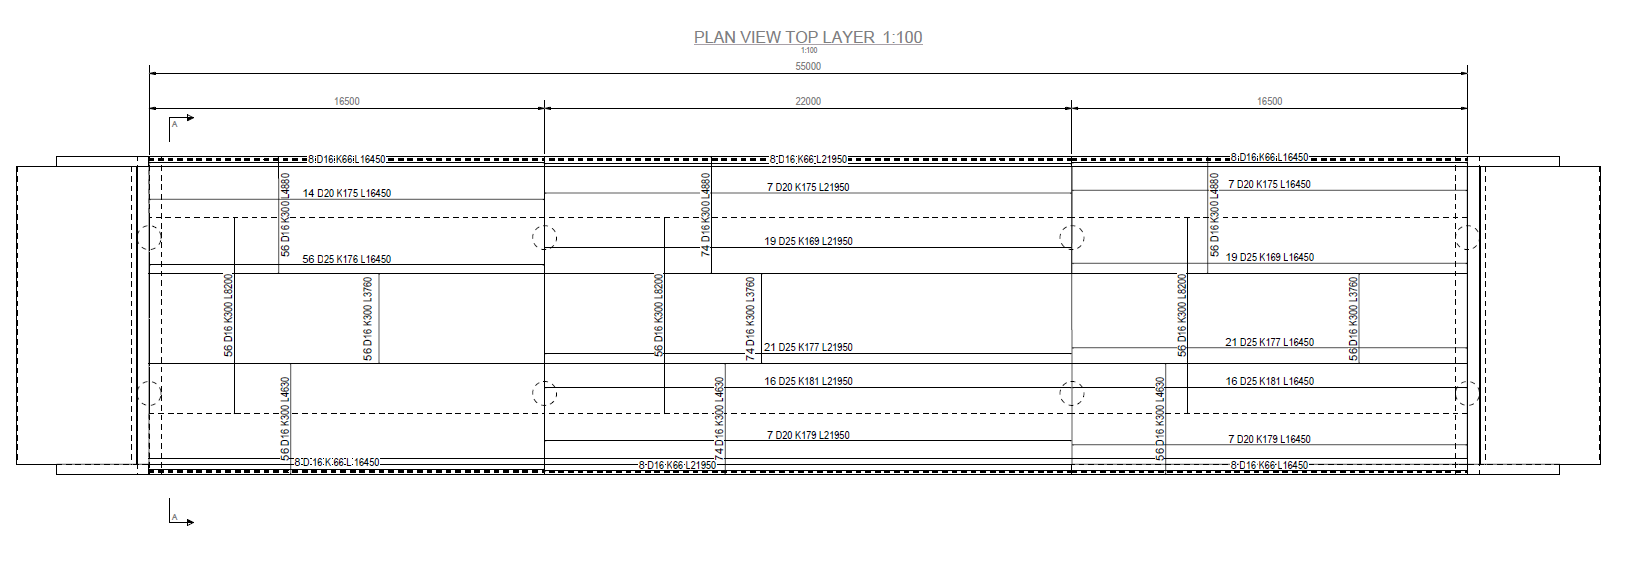 PLAN VIEW TOP LAYER 1:100
1:100
55000
16500
22000
16500
A
8 D16 K66 L16450
8 D16 K66 L21950
8 D16 K66 L16450
14 D20 K175 L16450
7 D20 K175 L21950
7 D20 K175 L16450
56 D16 K300 L4880
74 D16 K300 L4880
56 D16 K300 L4880
19 D25 K169 L21950
56 D25 K176 L16450
19 D25 K169 L16450
56 D16 K300 L8200
56 D16 K300 L3760
56 D16 K300 L8200
74 D16 K300 L3760
56 D16 K300 L8200
56 D16 K300 L3760
21 D25 K177 L21950
21 D25 K177 L16450
16 D25 K181 L21950
16 D25 K181 L16450
56 D16 K300 L4630
74 D16 K300 L4630
56 D16 K300 L4630
7 D20 K179 L21950
7 D20 K179 L16450
8 D16 K66 L16450
8 D16 K66 L21950
8 D16 K66 L16450
A